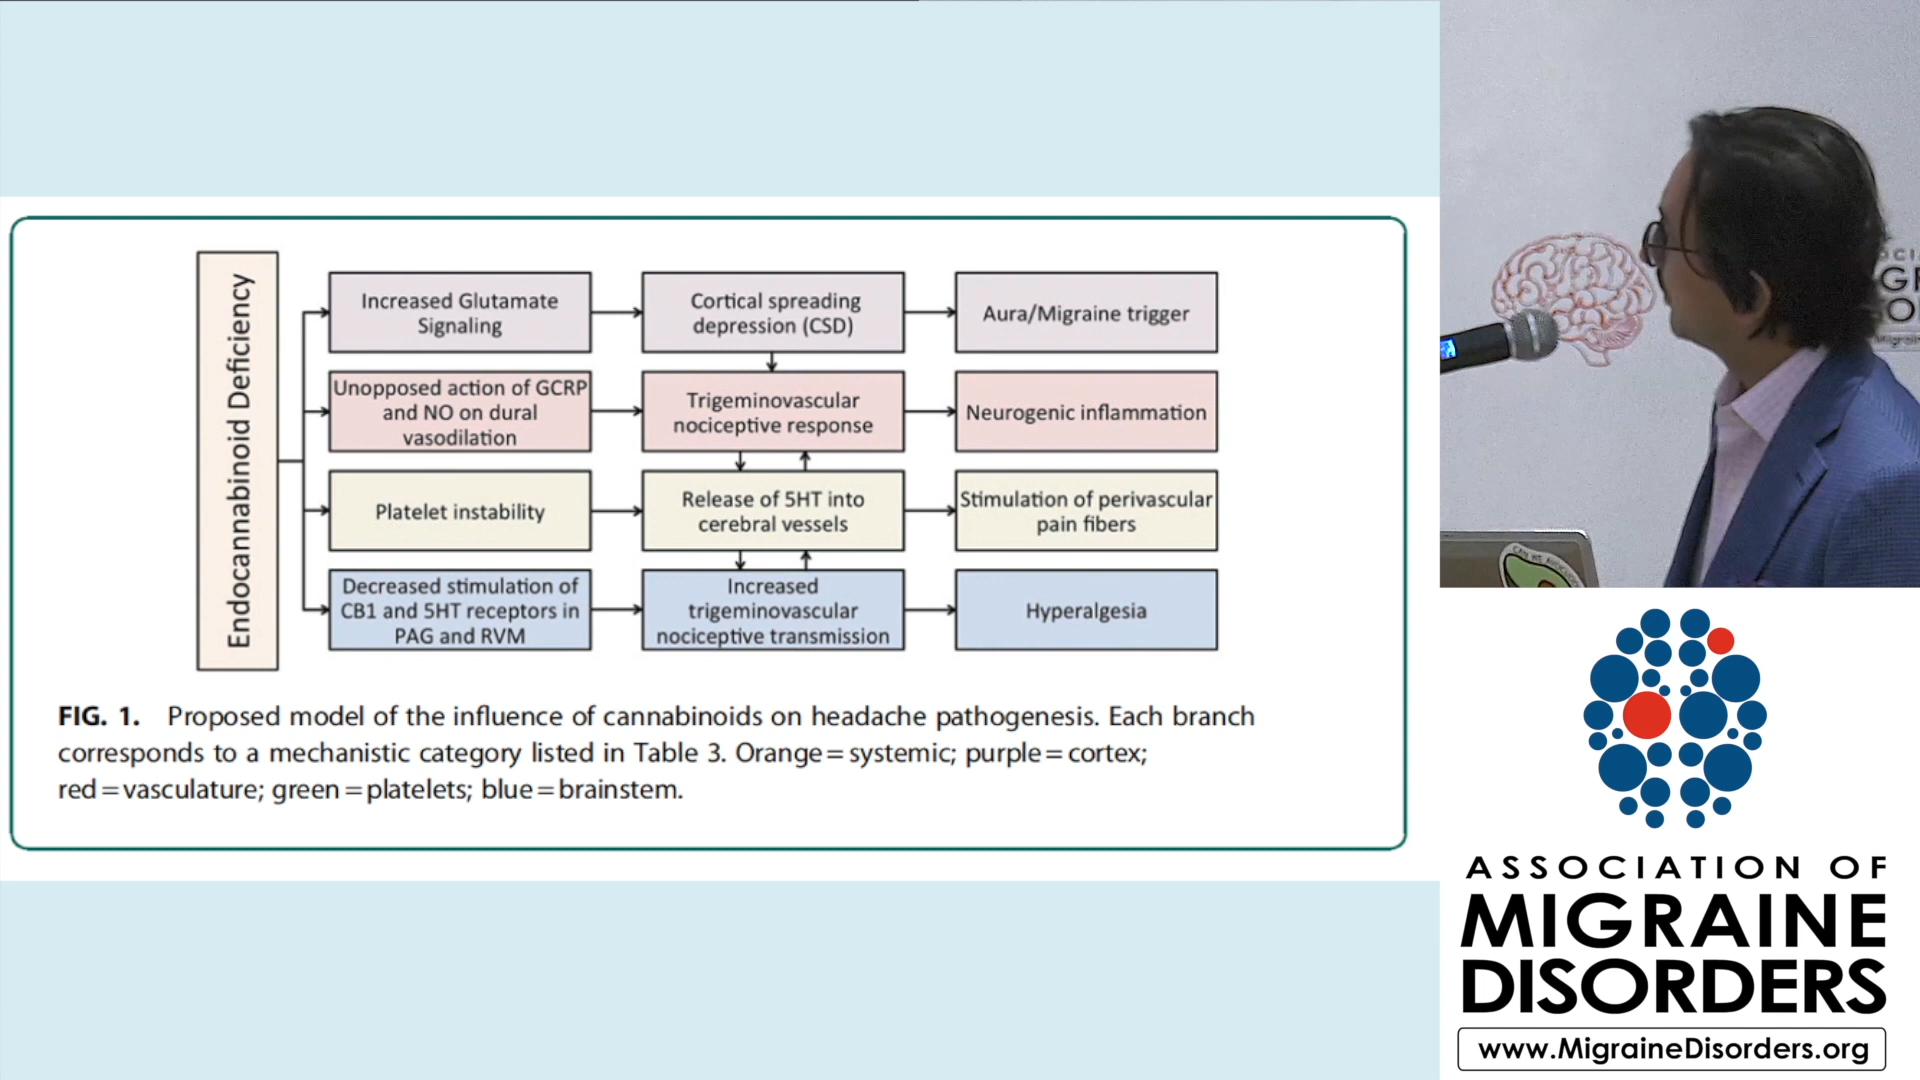 Endocannabinoid Deficiency
Increased Glutamate
Signaling
Cortical spreading
depression (CSD)
Aura/Migraine trigger
Unopposed action of GCRP
and NO on dural
vasodilation
Trigeminovascular
nociceptive response
Neurogenic inflammation
Platelet instability
Release of 5HT into
cerebral vessels
Stimulation of perivascular
pain fibers
Decreased stimulation of
CB1 and 5HT receptors in
PAG and RVM
Increased
trigeminovascular
nociceptive transmission
Hyperalgesia
FIG. 1. Proposed model of the influence of cannabinoids on headache pathogenesis. Each branch
corresponds to a mechanistic category listed in Table 3. Orange = systemic; purple = cortex;
red = vasculature; green = platelets; blue = brainstem.
ASSOCIATION OF
MIGRAINE
DISORDERS
www.MigraineDisorders.org